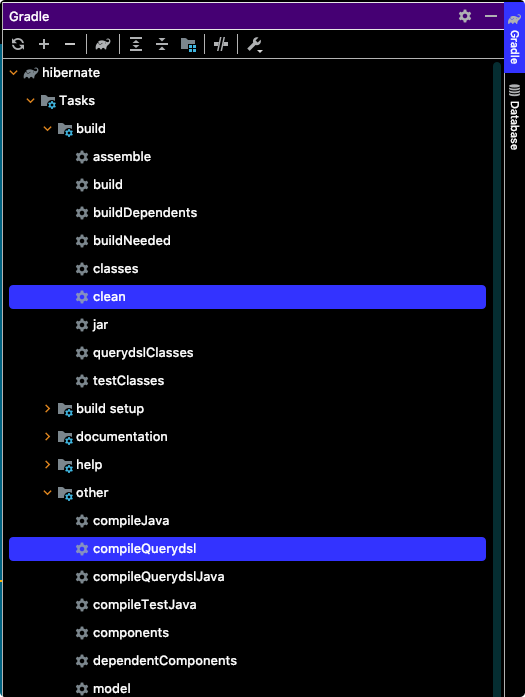 Gradle
hibernate
Tasks
build
assemble
build
buildDependents
buildNeeded
classes
clean
jar
querydslClasses
testClasses
build setup
documentation
help
other
compileJava
compileQuerydsl
compileQuerydslJava
compileTestJava
components
dependentComponents
model
Gradle
Database